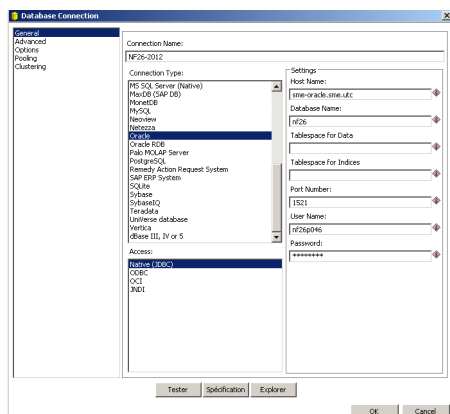 Database Connection
General
Advanced
Options
Pooling
Clustering
Connection Name:
NF26-2012
Connection Type:
MS SQL Server (Native)
MaxDB (SAP DB)
MonetDB
MySQL
Neoview
Netezza
Oracle
Oracle RDB
Palo MOLAP Server
PostgreSQL
Remedy Action Request System
SAP ERP System
SQLite
Sybase
SybaseIQ
Teradata
UniVerse database
Vertica
dBase III, IV or 5
Access:
Native (JDBC)
ODBC
OCI
JNDI
Settings
Host Name:
sme-oracle.sme.utc
Database Name:
nf26
Tablespace for Data
Tablespace for Indices
Port Number:
1521
User Name:
nf26p046
Password:
********
Tester
Spécification
Explorer
OK
Cancel